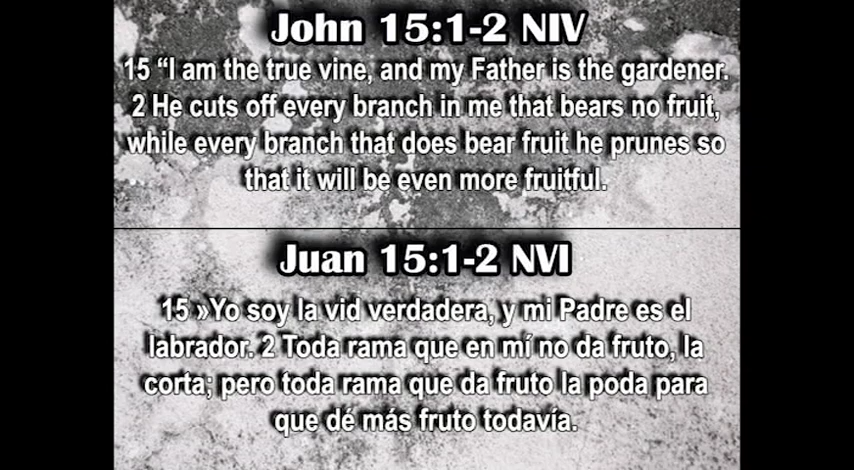 John 15:1-2 NIV
15 “I am the true vine, and my Father is the gardener.
2 He cuts off every branch in me that bears no fruit,
while every branch that does bear fruit he prunes so
that it will be even more fruitful.
Juan 15:1-2 NVI
15 »Yo soy la vid verdadera, y mi Padre es el
labrador. 2 Toda rama que en mí no da fruto, la
corta; pero toda rama que da fruto la poda para
que dé más fruto todavía.